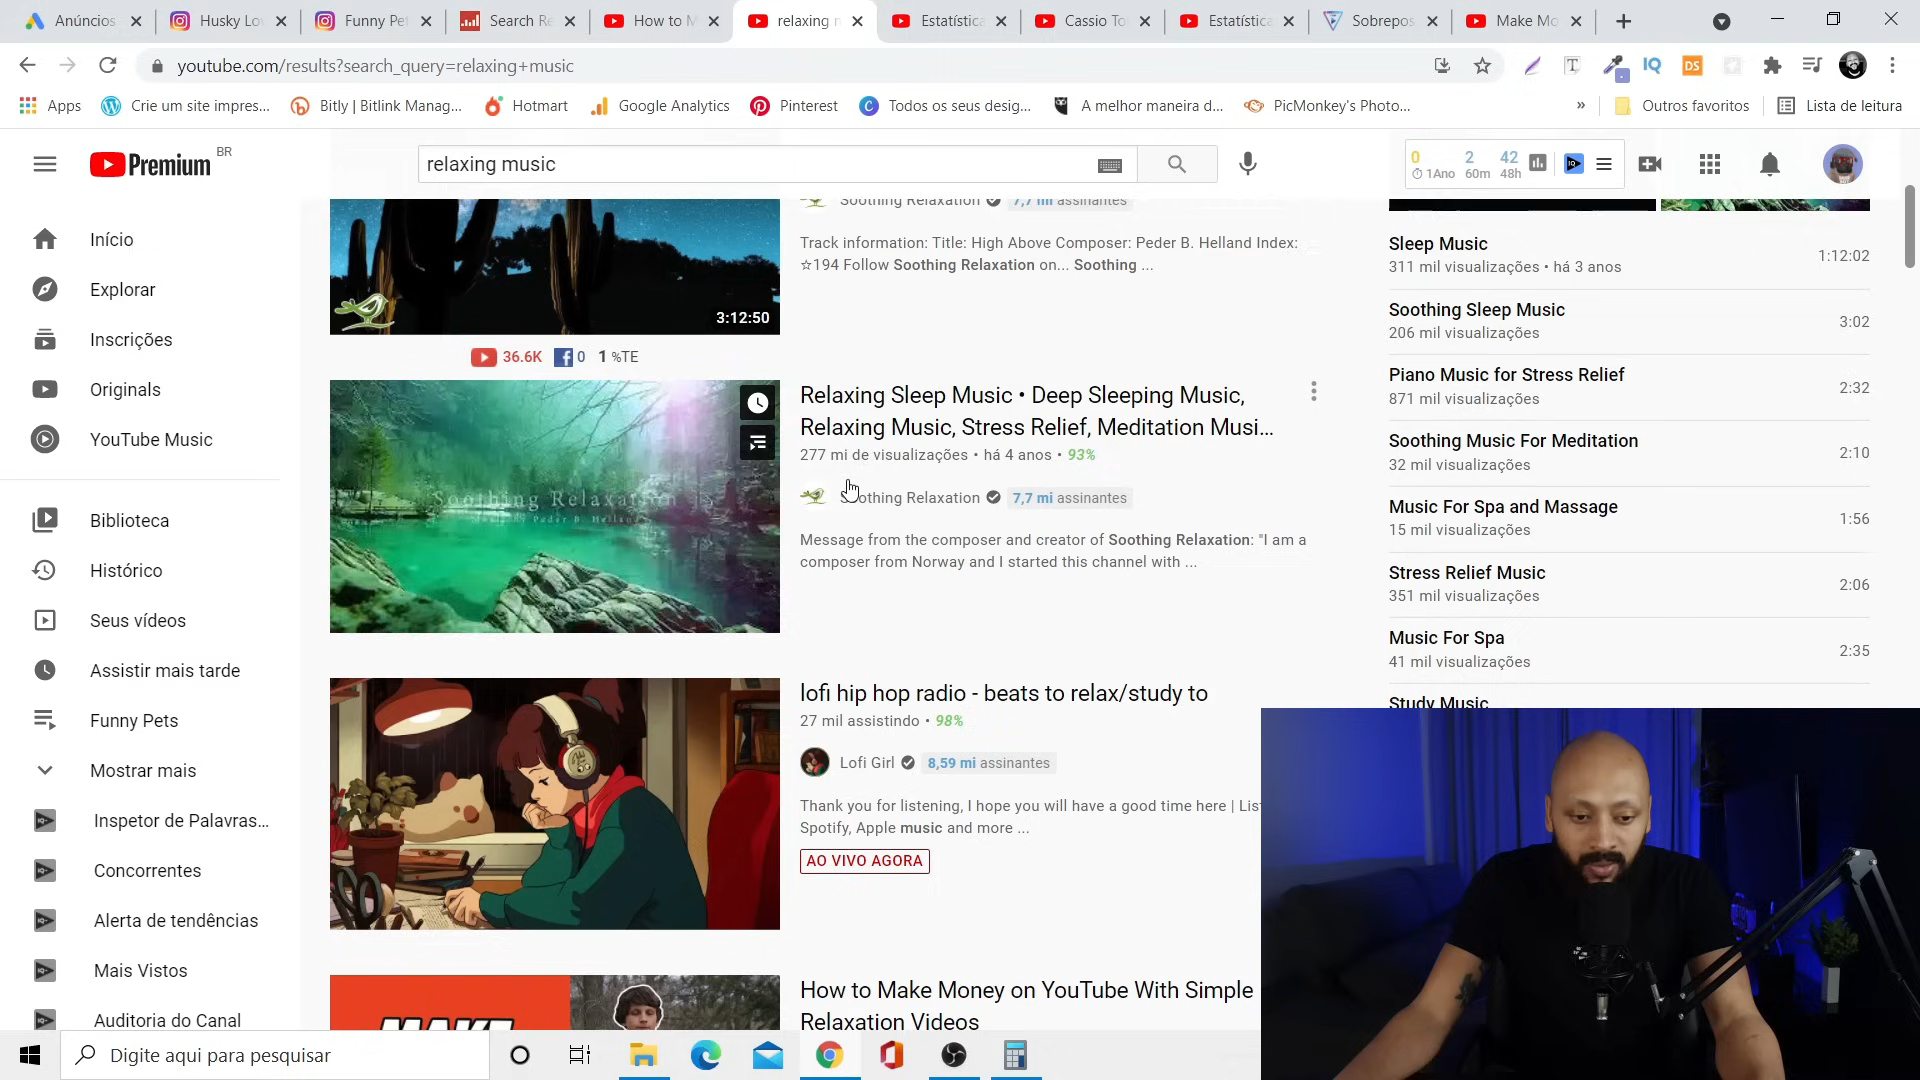 Anúncios
Husky Lo
Funny Pe
Search Re
How to M
relaxing m
Estatística
Cassio To
Estatística
Sobrepos
Make Mo
youtube.com/results?search_query=relaxing+music
Apps
Crie um site impres...
Bitly | Bitlink Manag...
Hotmart
Google Analytics
Pinterest
Todos os seus desig...
A melhor maneira d...
PicMonkey's Photo...
»
Outros favoritos
Lista de leitura
Premium BR
relaxing music
0 2 42
1Ano 60m 48h
Início
Explorar
Inscrições
Originals
YouTube Music
Biblioteca
Histórico
Seus vídeos
Assistir mais tarde
Funny Pets
Mostrar mais
Inspetor de Palavras...
Concorrentes
Alerta de tendências
Mais Vistos
Auditoria do Canal
3:12:50
36.6K 0 1 %TE
Soothing Relaxation 7,7 mi assinantes
Track information: Title: High Above Composer: Peder B. Helland Index:
☆194 Follow Soothing Relaxation on... Soothing ...
Soothing Relaxation
Relaxing Sleep Music • Deep Sleeping Music,
Relaxing Music, Stress Relief, Meditation Musi...
277 mi de visualizações • há 4 anos • 93%
Soothing Relaxation 7,7 mi assinantes
Message from the composer and creator of Soothing Relaxation: "I am a
composer from Norway and I started this channel with ...
lofi hip hop radio - beats to relax/study to
27 mil assistindo • 98%
Lofi Girl 8,59 mi assinantes
Thank you for listening, I hope you will have a good time here | Lis
Spotify, Apple music and more ...
AO VIVO AGORA
MAKE
How to Make Money on YouTube With Simple
Relaxation Videos
Sleep Music
311 mil visualizações • há 3 anos
1:12:02
Soothing Sleep Music
206 mil visualizações
3:02
Piano Music for Stress Relief
871 mil visualizações
2:32
Soothing Music For Meditation
32 mil visualizações
2:10
Music For Spa and Massage
15 mil visualizações
1:56
Stress Relief Music
351 mil visualizações
2:06
Music For Spa
41 mil visualizações
2:35
Study Music
Digite aqui para pesquisar